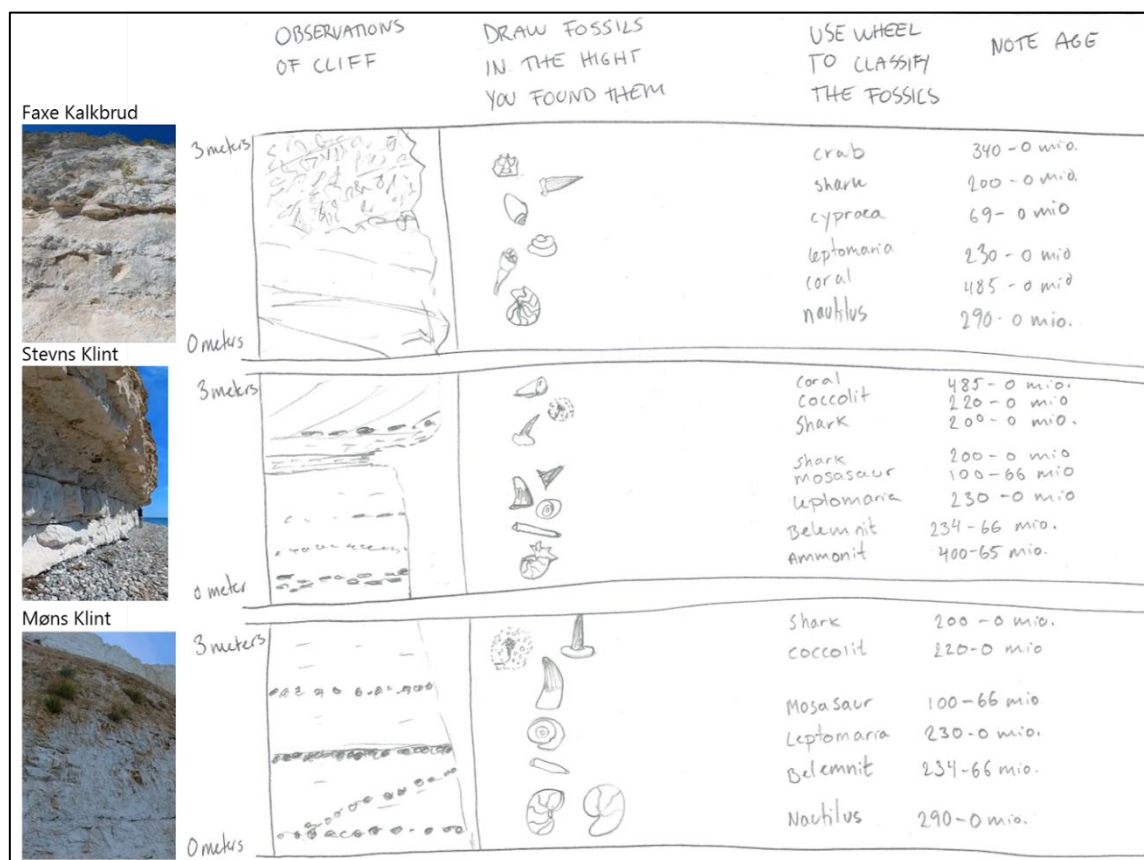 OBSERVATIONS
OF CLIFF
DRAW FOSSILS
IN THE HIGHT
YOU FOUND THEM
USE WHEEL
TO CLASSIFY
THE FOSSILS
NOTE AGE
Faxe Kalkbrud
3 meters
0 meters
crab 340-0 mio.
shark 200-0 mio.
cypraea 69-0 mio
leptomaria 230-0 mio
coral 485-0 mio
nautilus 290-0 mio.
Stevns Klint
3 meters
0 meter
coral 485-0 mio.
coccolit 220-0 mio
shark 200-0 mio.
shark 200-0 mio
mosasaur 100-66 mio
leptomaria 230-0 mio
Belemnit 234-66 mio.
Ammonit 400-65 mio.
Møns Klint
3 meters
0 meters
shark 200-0 mio.
coccolit 220-0 mio
Mosasaur 100-66 mio
Leptomaria 230-0 mio.
Belemnit 234-66 mio.
Nautilus 290-0 mio.